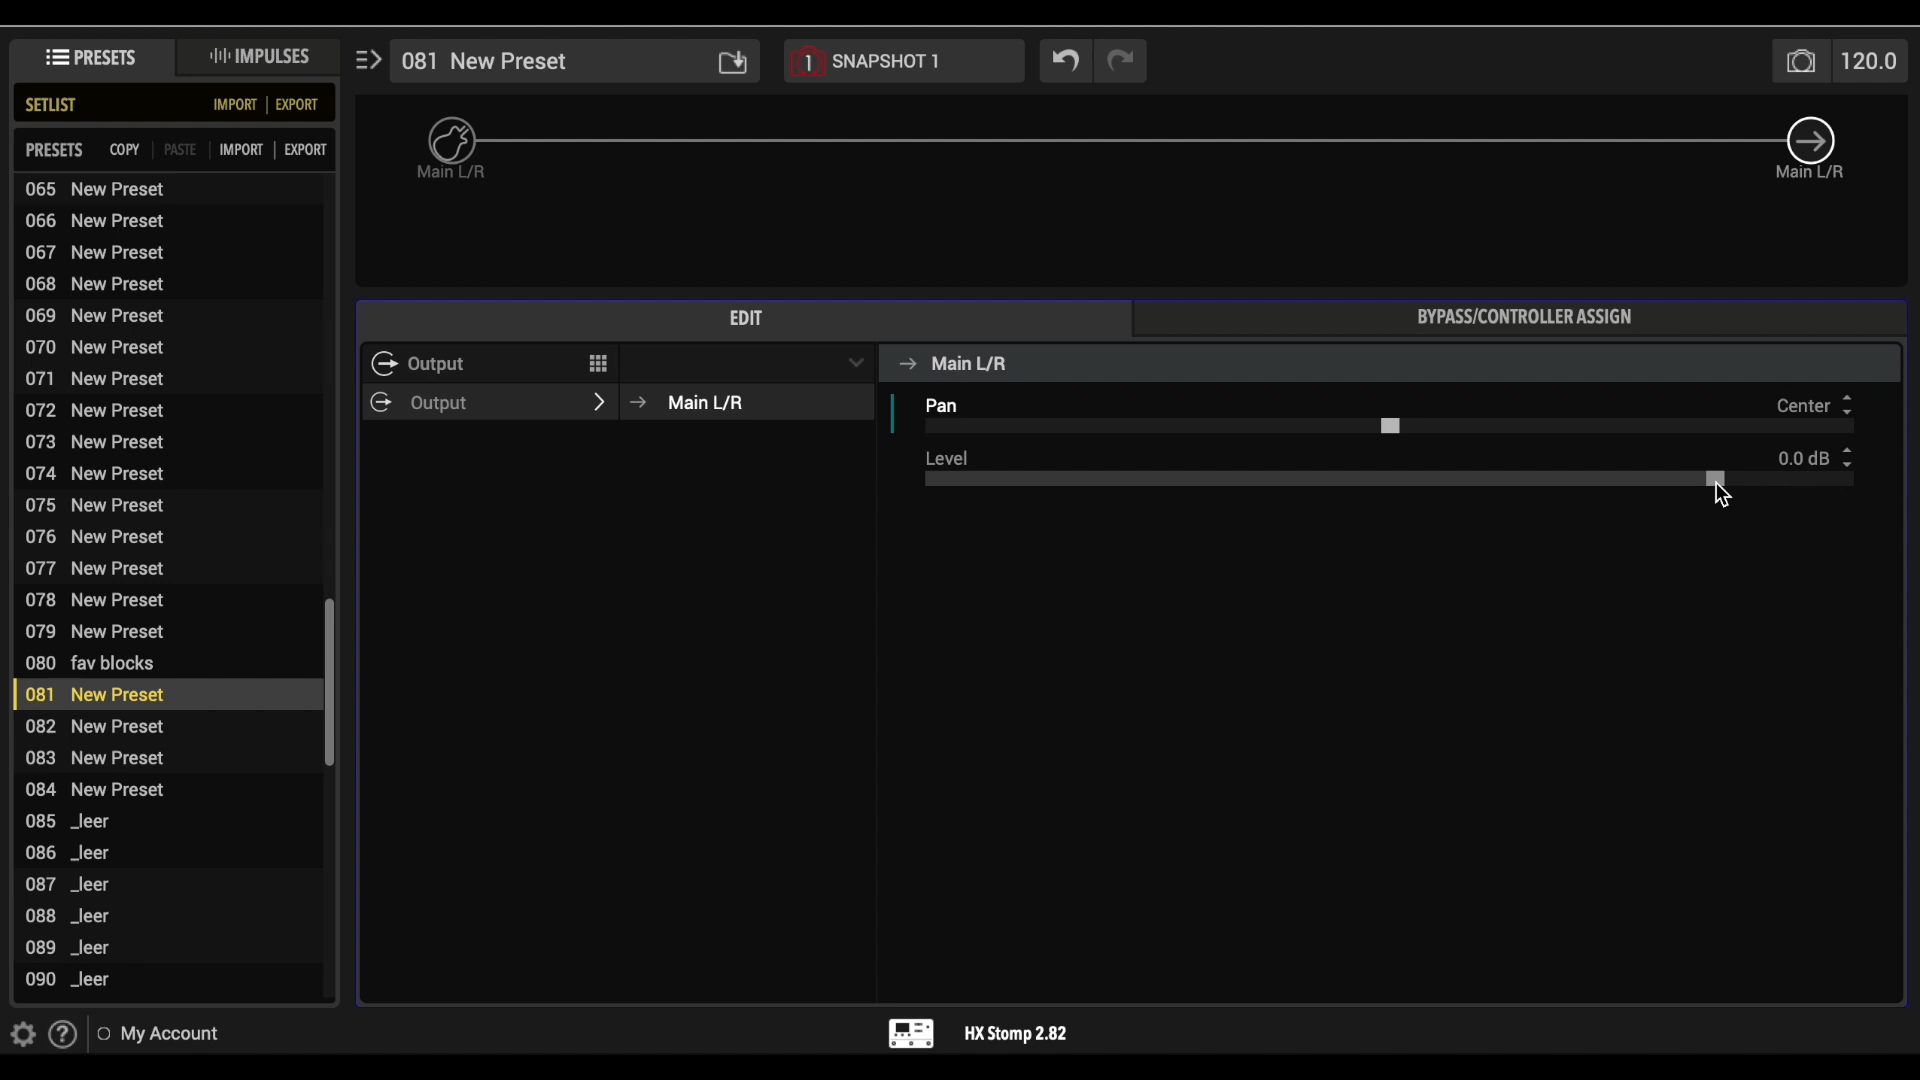 PRESETS IMPULSES
081 New Preset
1 SNAPSHOT 1
120.0
SETLIST IMPORT EXPORT
PRESETS COPY PASTE IMPORT EXPORT
065 New Preset
066 New Preset
067 New Preset
068 New Preset
069 New Preset
070 New Preset
071 New Preset
072 New Preset
073 New Preset
074 New Preset
075 New Preset
076 New Preset
077 New Preset
078 New Preset
079 New Preset
080 fav blocks
081 New Preset
082 New Preset
083 New Preset
084 New Preset
085 _leer
086 _leer
087 _leer
088 _leer
089 _leer
090 _leer
Main L/R Main L/R
EDIT BYPASS/CONTROLLER ASSIGN
Output
Output Main L/R
Main L/R
Pan Center
Level 0.0 dB
? My Account
HX Stomp 2.82